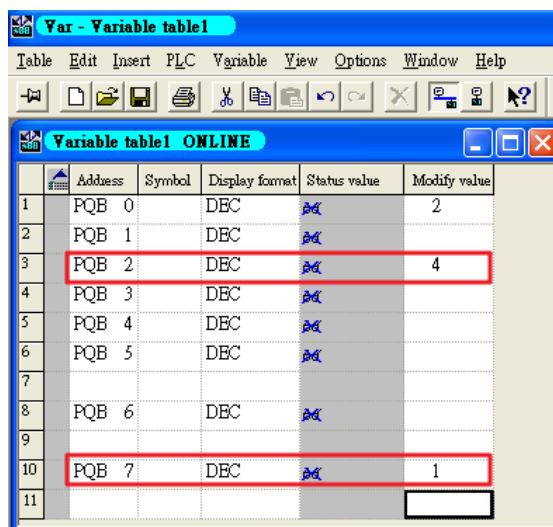 Var - Variable table1
Table Edit Insert PLC Variable View Options Window Help
Variable table1 ONLINE
Address Symbol Display format Status value Modify value
1 PQB 0 DEC 2
2 PQB 1 DEC
3 PQB 2 DEC 4
4 PQB 3 DEC
5 PQB 4 DEC
6 PQB 5 DEC
7
8 PQB 6 DEC
9
10 PQB 7 DEC 1
11